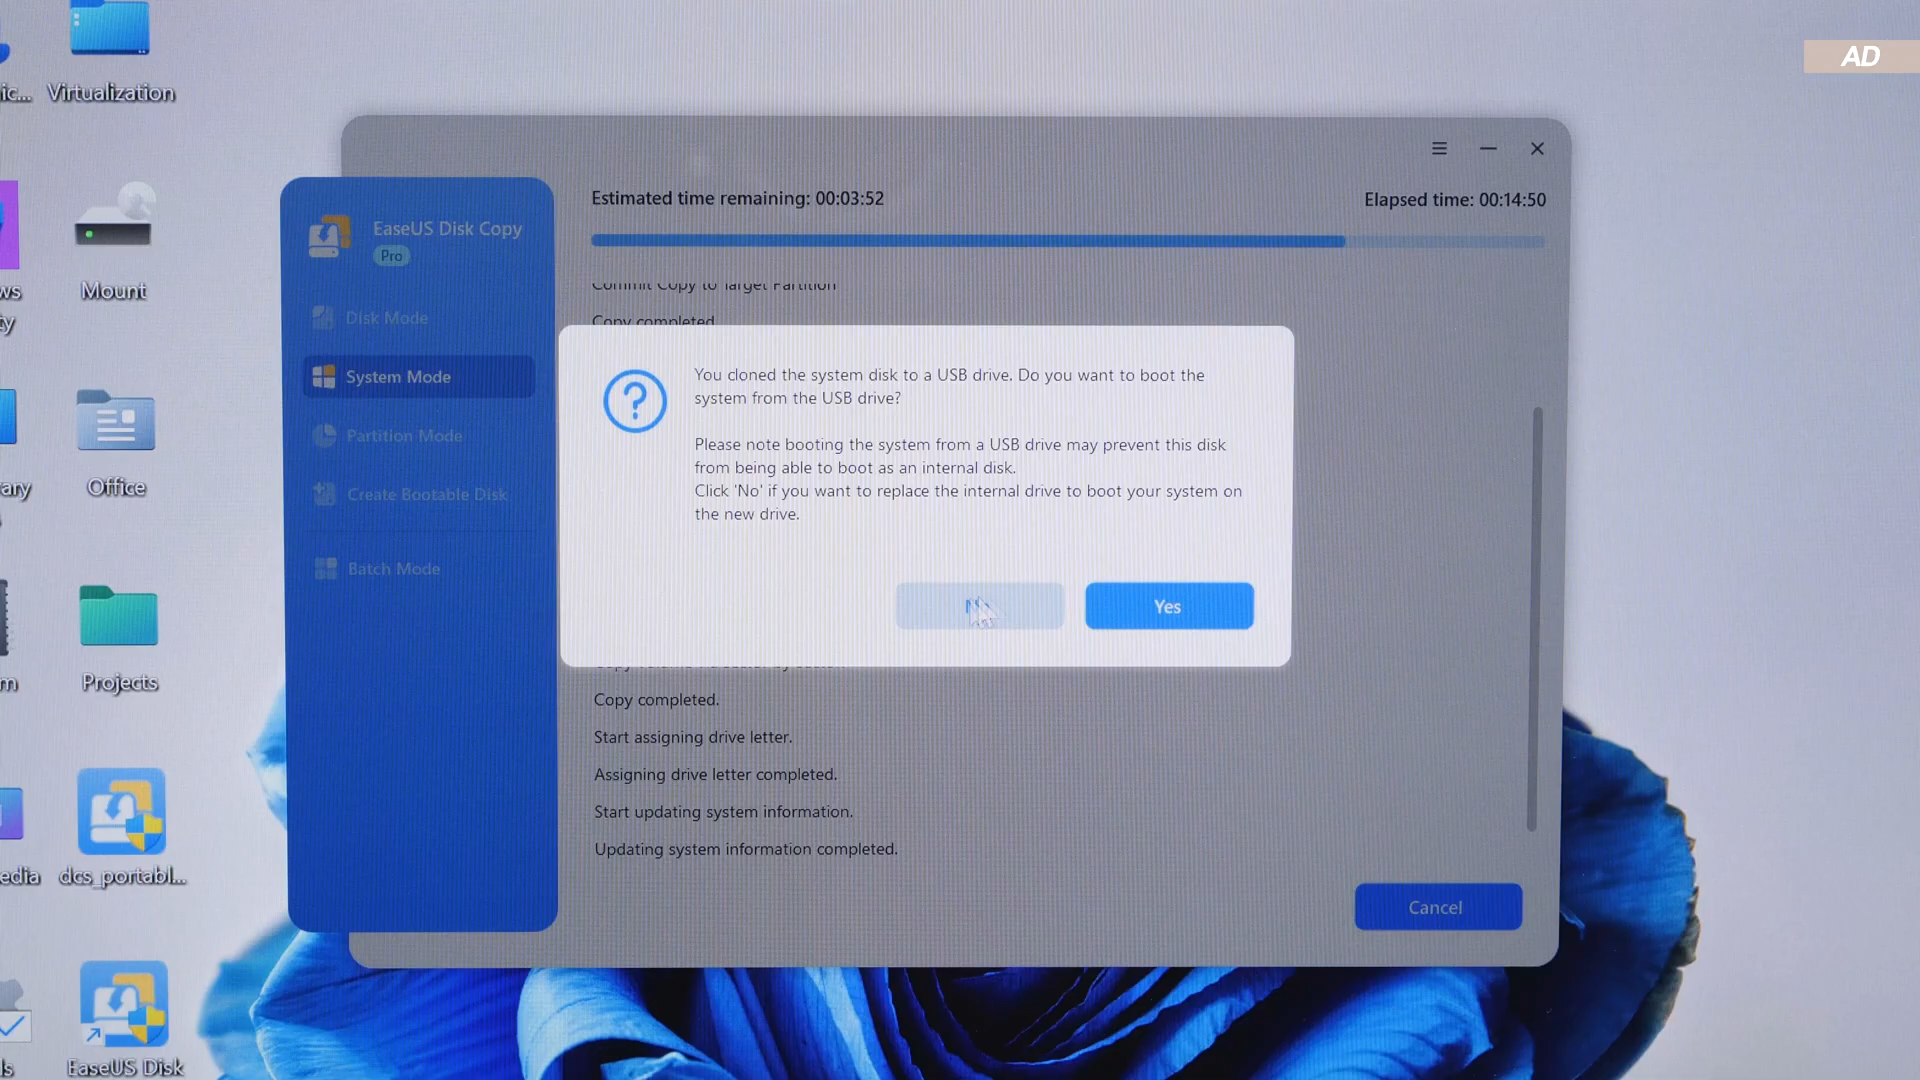 AD
ic...
Virtualization
Estimated time remaining: 00:03:52
Elapsed time: 00:14:50
EaseUS Disk Copy
Pro
Commit Copy to Target Partition
Mount
ws
ty
Disk Mode
Copy completed.
System Mode
You cloned the system disk to a USB drive. Do you want to boot the
system from the USB drive?
Partition Mode
Please note booting the system from a USB drive may prevent this disk
from being able to boot as an internal disk.
Click 'No' if you want to replace the internal drive to boot your system on
the new drive.
Create Bootable Disk
ary
Office
Batch Mode
Yes
m
Projects
Copy completed.
Start assigning drive letter.
Assigning drive letter completed.
Start updating system information.
Updating system information completed.
edia
dcs_portabl...
Cancel
ls
EaseUS Disk